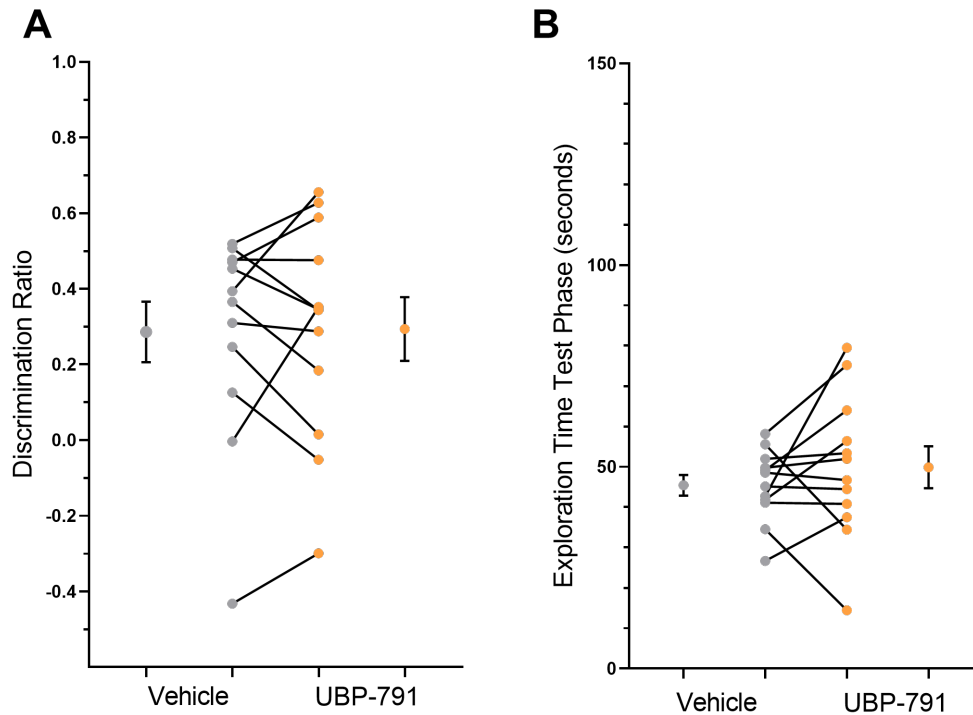 A
Discrimination Ratio
1.0
0.8
0.6
0.4
0.2
0.0
-0.2
-0.4
Vehicle
UBP-791
B
Exploration Time Test Phase (seconds)
150
100
50
0
Vehicle
UBP-791